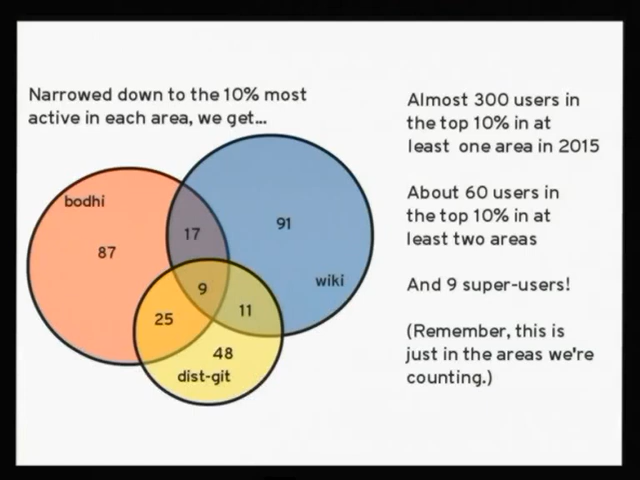 Narrowed down to the 10% most
active in each area, we get...
bodhi
87
17
91
wiki
9
25
11
48
dist-git
Almost 300 users in
the top 10% in at
least one area in 2015
About 60 users in
the top 10% in at
least two areas
And 9 super-users!
(Remember, this is
just in the areas we're
counting.)